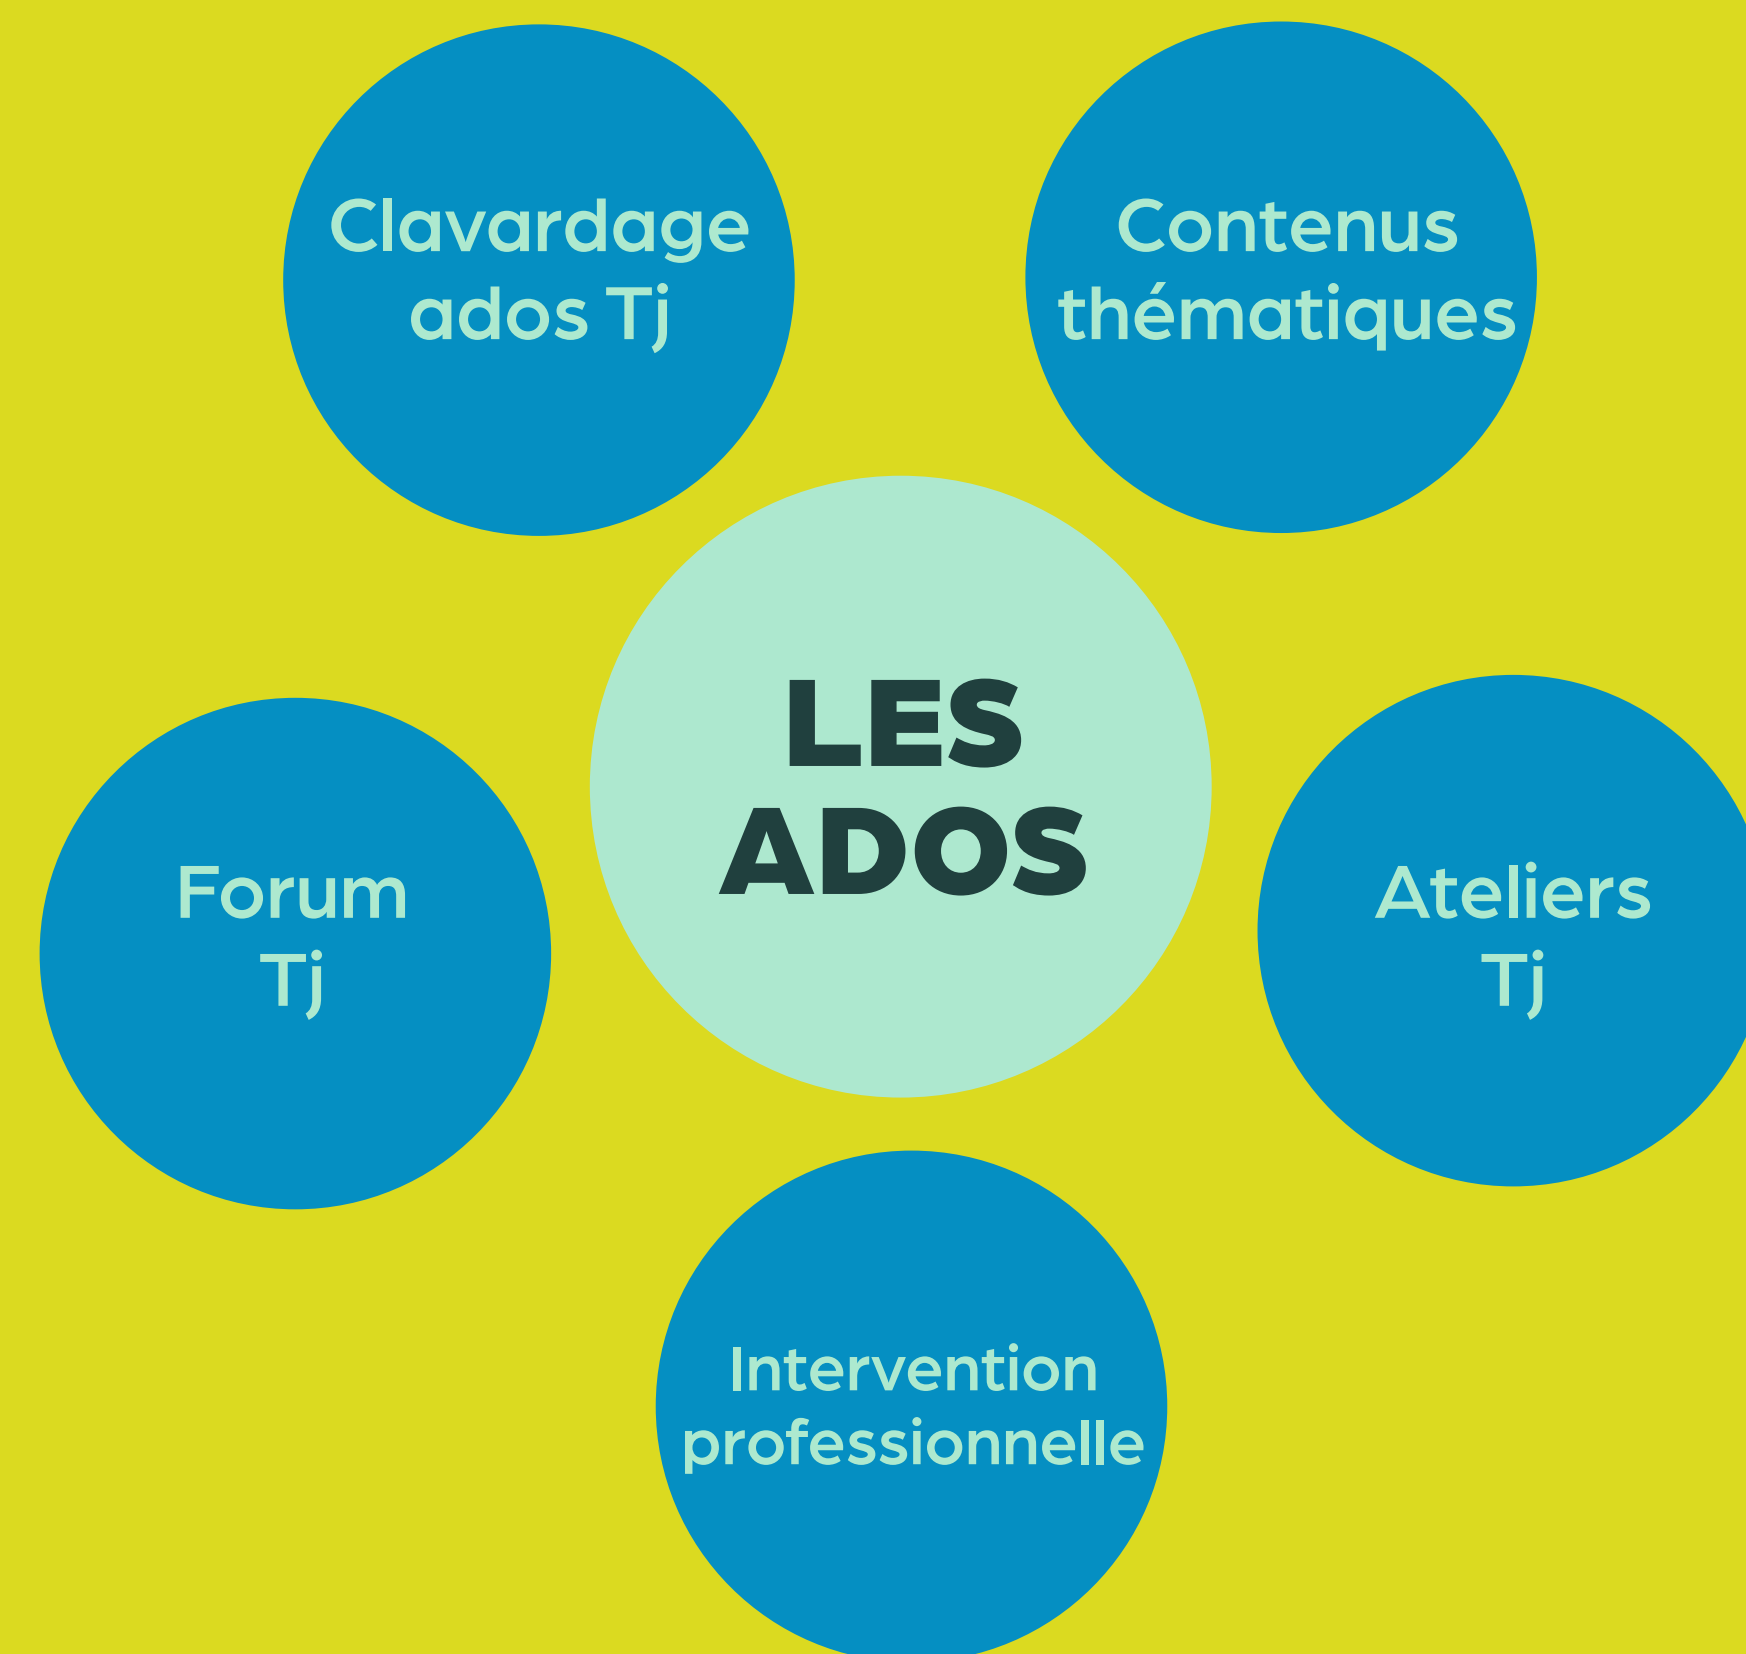 Clavardage
ados Tj
Contenus
thématiques
LES
ADOS
Forum
Tj
Ateliers
Tj
Intervention
professionnelle